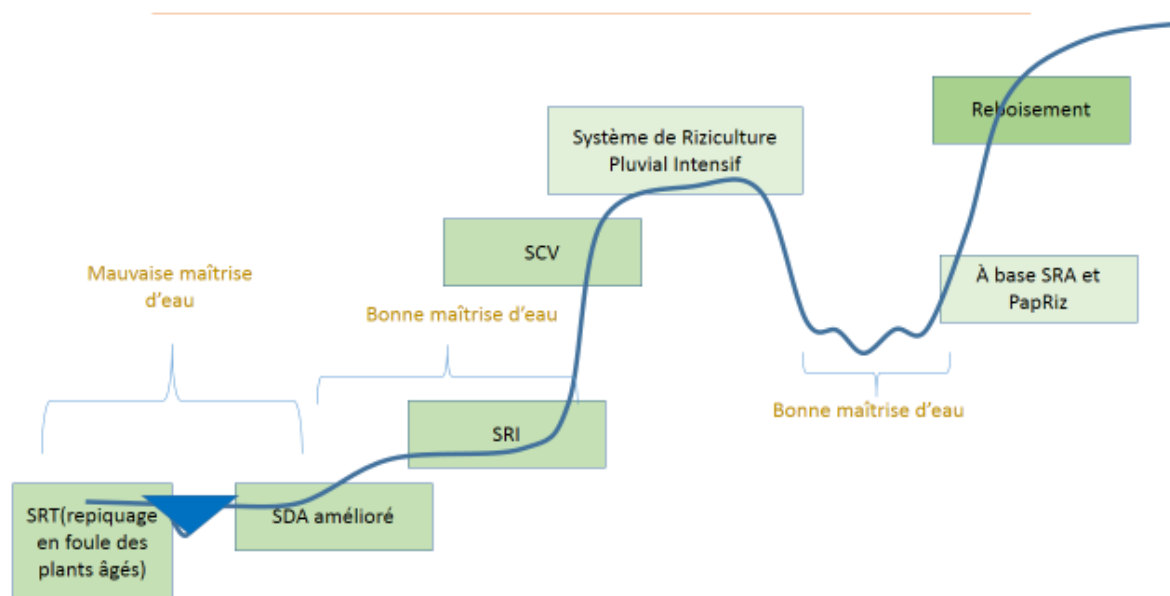 Reboisement
Système de Riziculture
Pluvial Intensif
SCV
Mauvaise maîtrise
d'eau
À base SRA et
PapRiz
Bonne maîtrise d'eau
Bonne maîtrise d'eau
SRI
SRT(repiquage
en foule des
plants âgés)
SDA amélioré